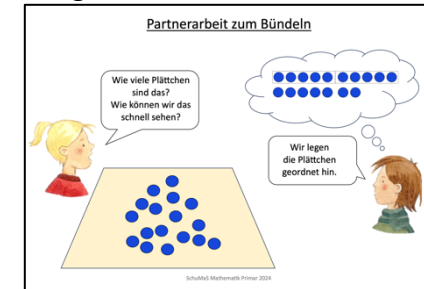 Partnerarbeit zum Bündeln
Wie viele Plättchen
sind das?
Wie können wir das
schnell sehen?
Wir legen
die Plättchen
geordnet hin.
SchuMaS Mathematik Primar 2024